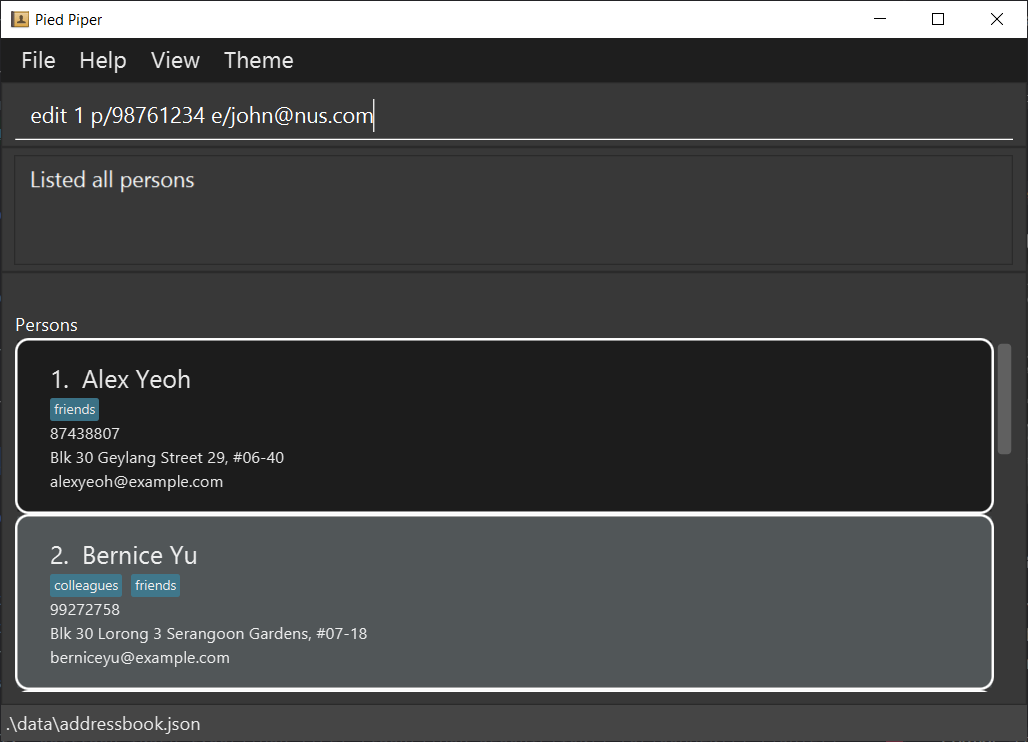 Pied Piper
File Help View Theme
edit 1 p/98761234 e/john@nus.com
Listed all persons
Persons
1. Alex Yeoh
friends
87438807
Blk 30 Geylang Street 29, #06-40
alexyeoh@example.com
2. Bernice Yu
colleagues friends
99272758
Blk 30 Lorong 3 Serangoon Gardens, #07-18
berniceyu@example.com
.\data\addressbook.json